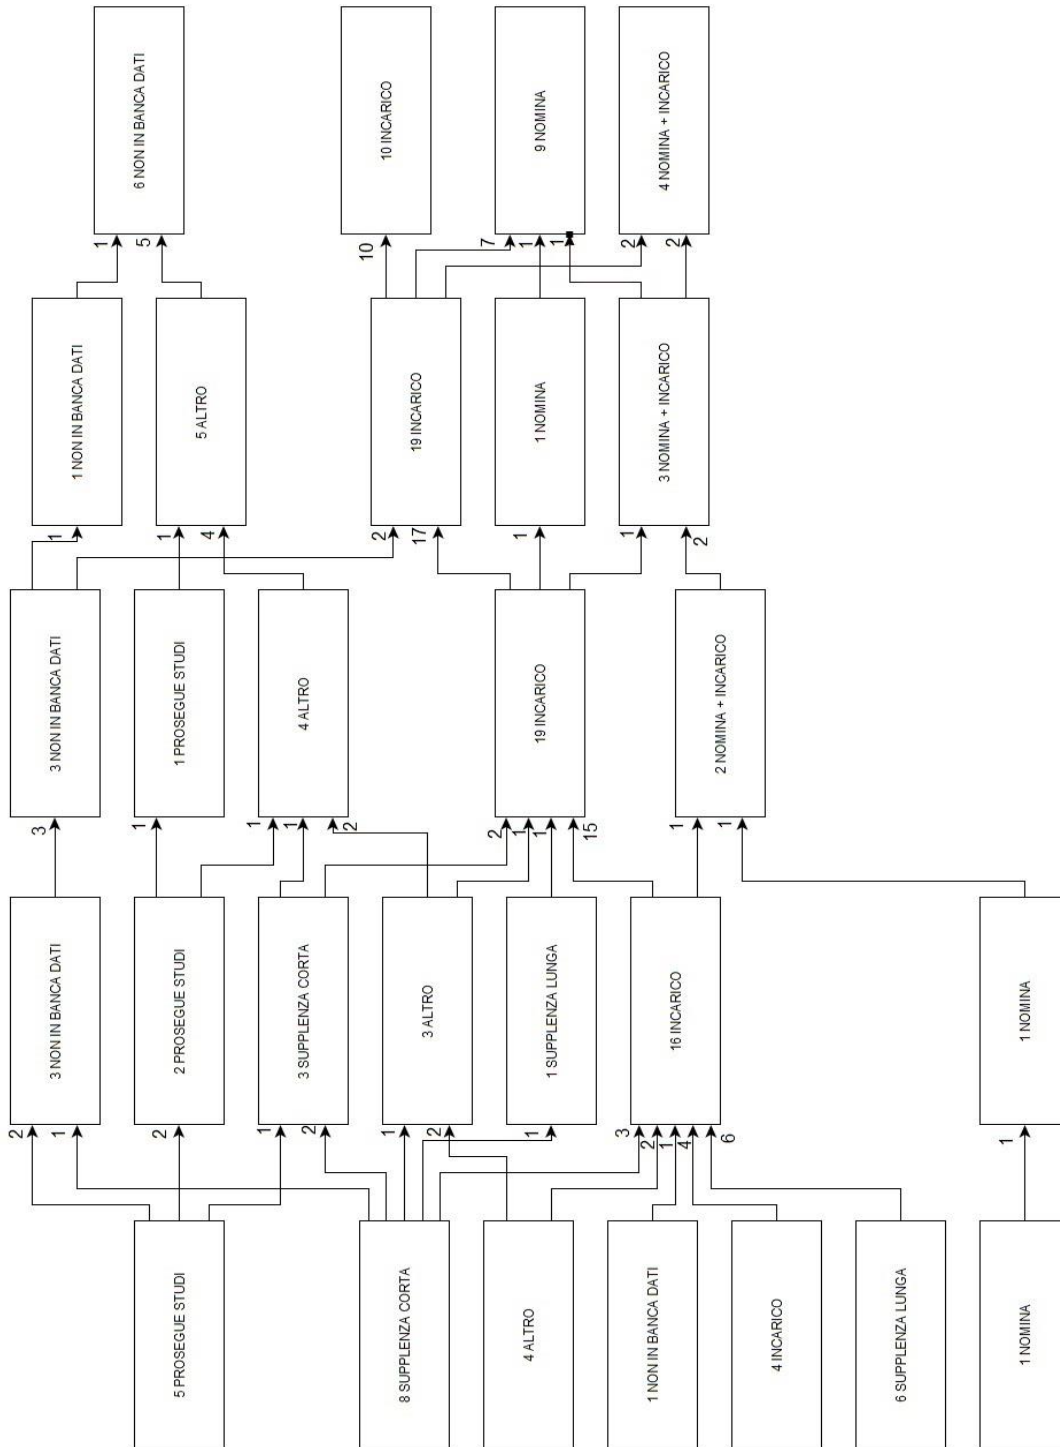 5 PROSEGUE STUDI
8 SUPPLENZA CORTA
4 ALTRO
1 NON IN BANCA DATI
4 INCARICO
6 SUPPLENZA LUNGA
1 NOMINA
2
1
2
1
2
1
2
1
3
2
1
4
6
1
3 NON IN BANCA DATI
2 PROSEGUE STUDI
3 SUPPLENZA CORTA
3 ALTRO
1 SUPPLENZA LUNGA
16 INCARICO
1 NOMINA
3
1
1
1
2
2
1
1
15
1
1
3 NON IN BANCA DATI
1 PROSEGUE STUDI
4 ALTRO
19 INCARICO
2 NOMINA + INCARICO
1
1
4
2
17
1
1
2
1 NON IN BANCA DATI
5 ALTRO
19 INCARICO
1 NOMINA
3 NOMINA + INCARICO
1
5
10
7
1
1
2
2
6 NON IN BANCA DATI
10 INCARICO
9 NOMINA
4 NOMINA + INCARICO